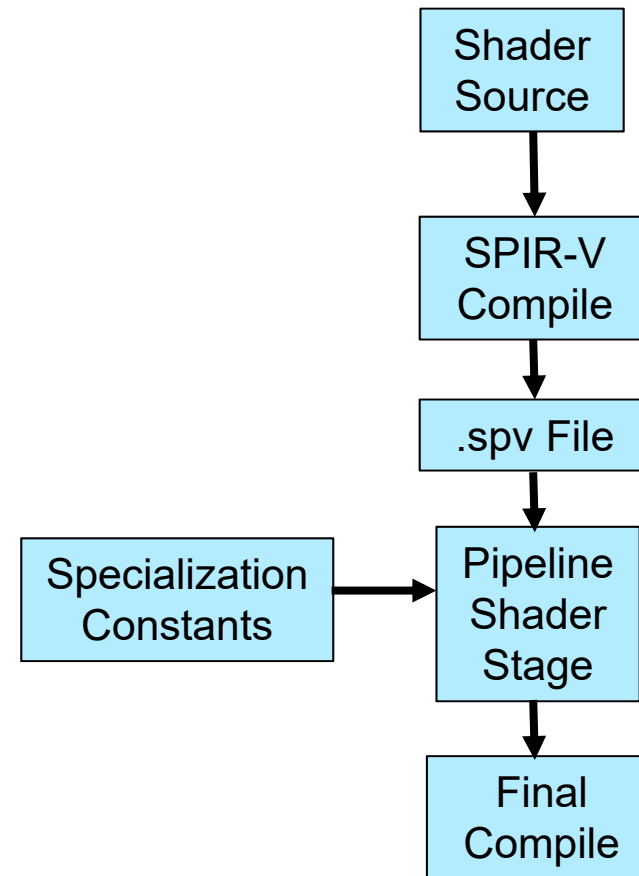 Shader
Source
SPIR-V
Compile
.spv File
Specialization
Constants
Pipeline
Shader
Stage
Final
Compile